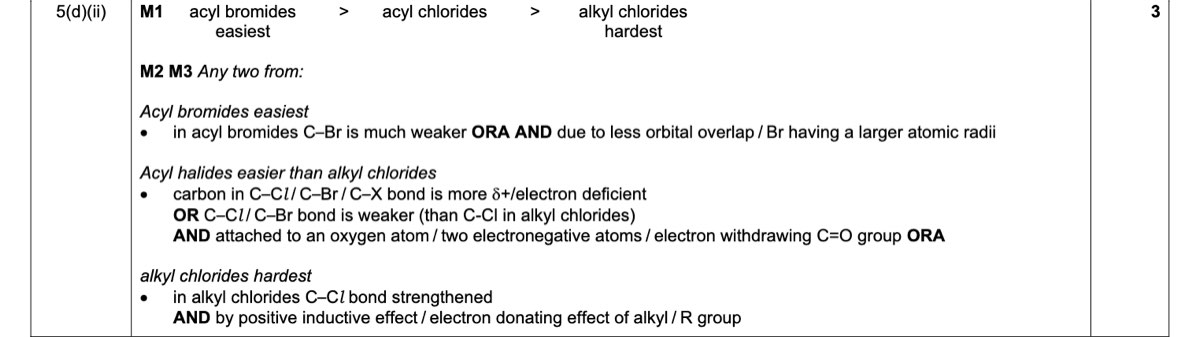 5(d)(ii) M1 acyl bromides > acyl chlorides > alkyl chlorides 3
easiest hardest
M2 M3 Any two from:
Acyl bromides easiest
• in acyl bromides C–Br is much weaker ORA AND due to less orbital overlap / Br having a larger atomic radii
Acyl halides easier than alkyl chlorides
• carbon in C–Cl / C–Br / C–X bond is more δ+/electron deficient
OR C–Cl / C–Br bond is weaker (than C-Cl in alkyl chlorides)
AND attached to an oxygen atom / two electronegative atoms / electron withdrawing C=O group ORA
alkyl chlorides hardest
• in alkyl chlorides C–Cl bond strengthened
AND by positive inductive effect / electron donating effect of alkyl / R group